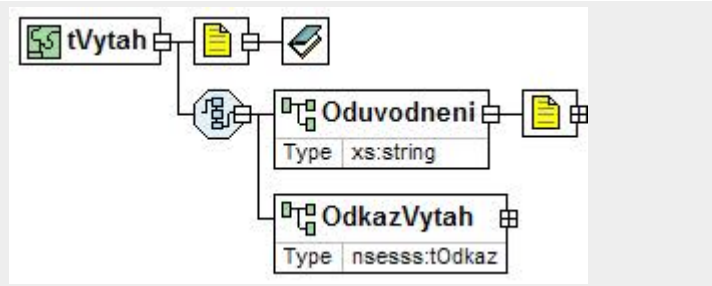 tVytah
Oduvodneni
Type xs:string
OdkazVytah
Type nsesss:tOdkaz